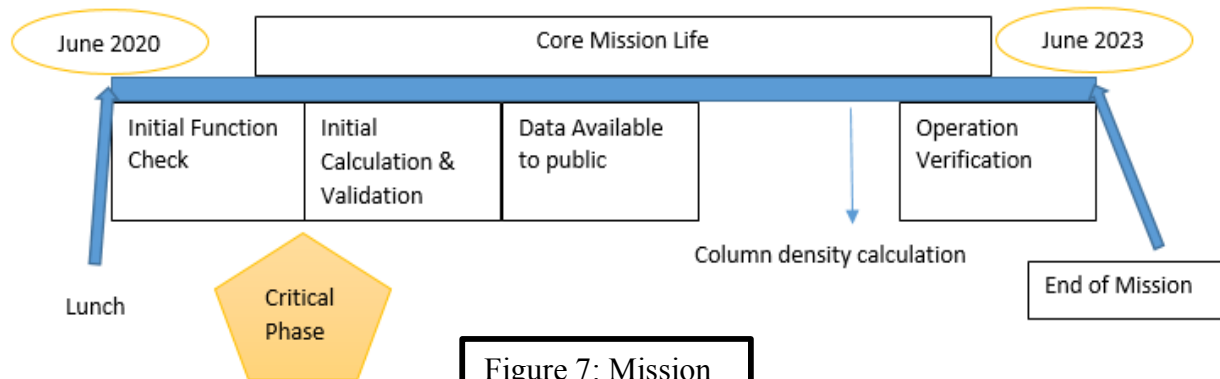 June 2020
Core Mission Life
June 2023
Initial Function
Check
Initial
Calculation &
Validation
Data Available
to public
Operation
Verification
Column density calculation
Lunch
Critical
Phase
End of Mission
Figure 7: Mission